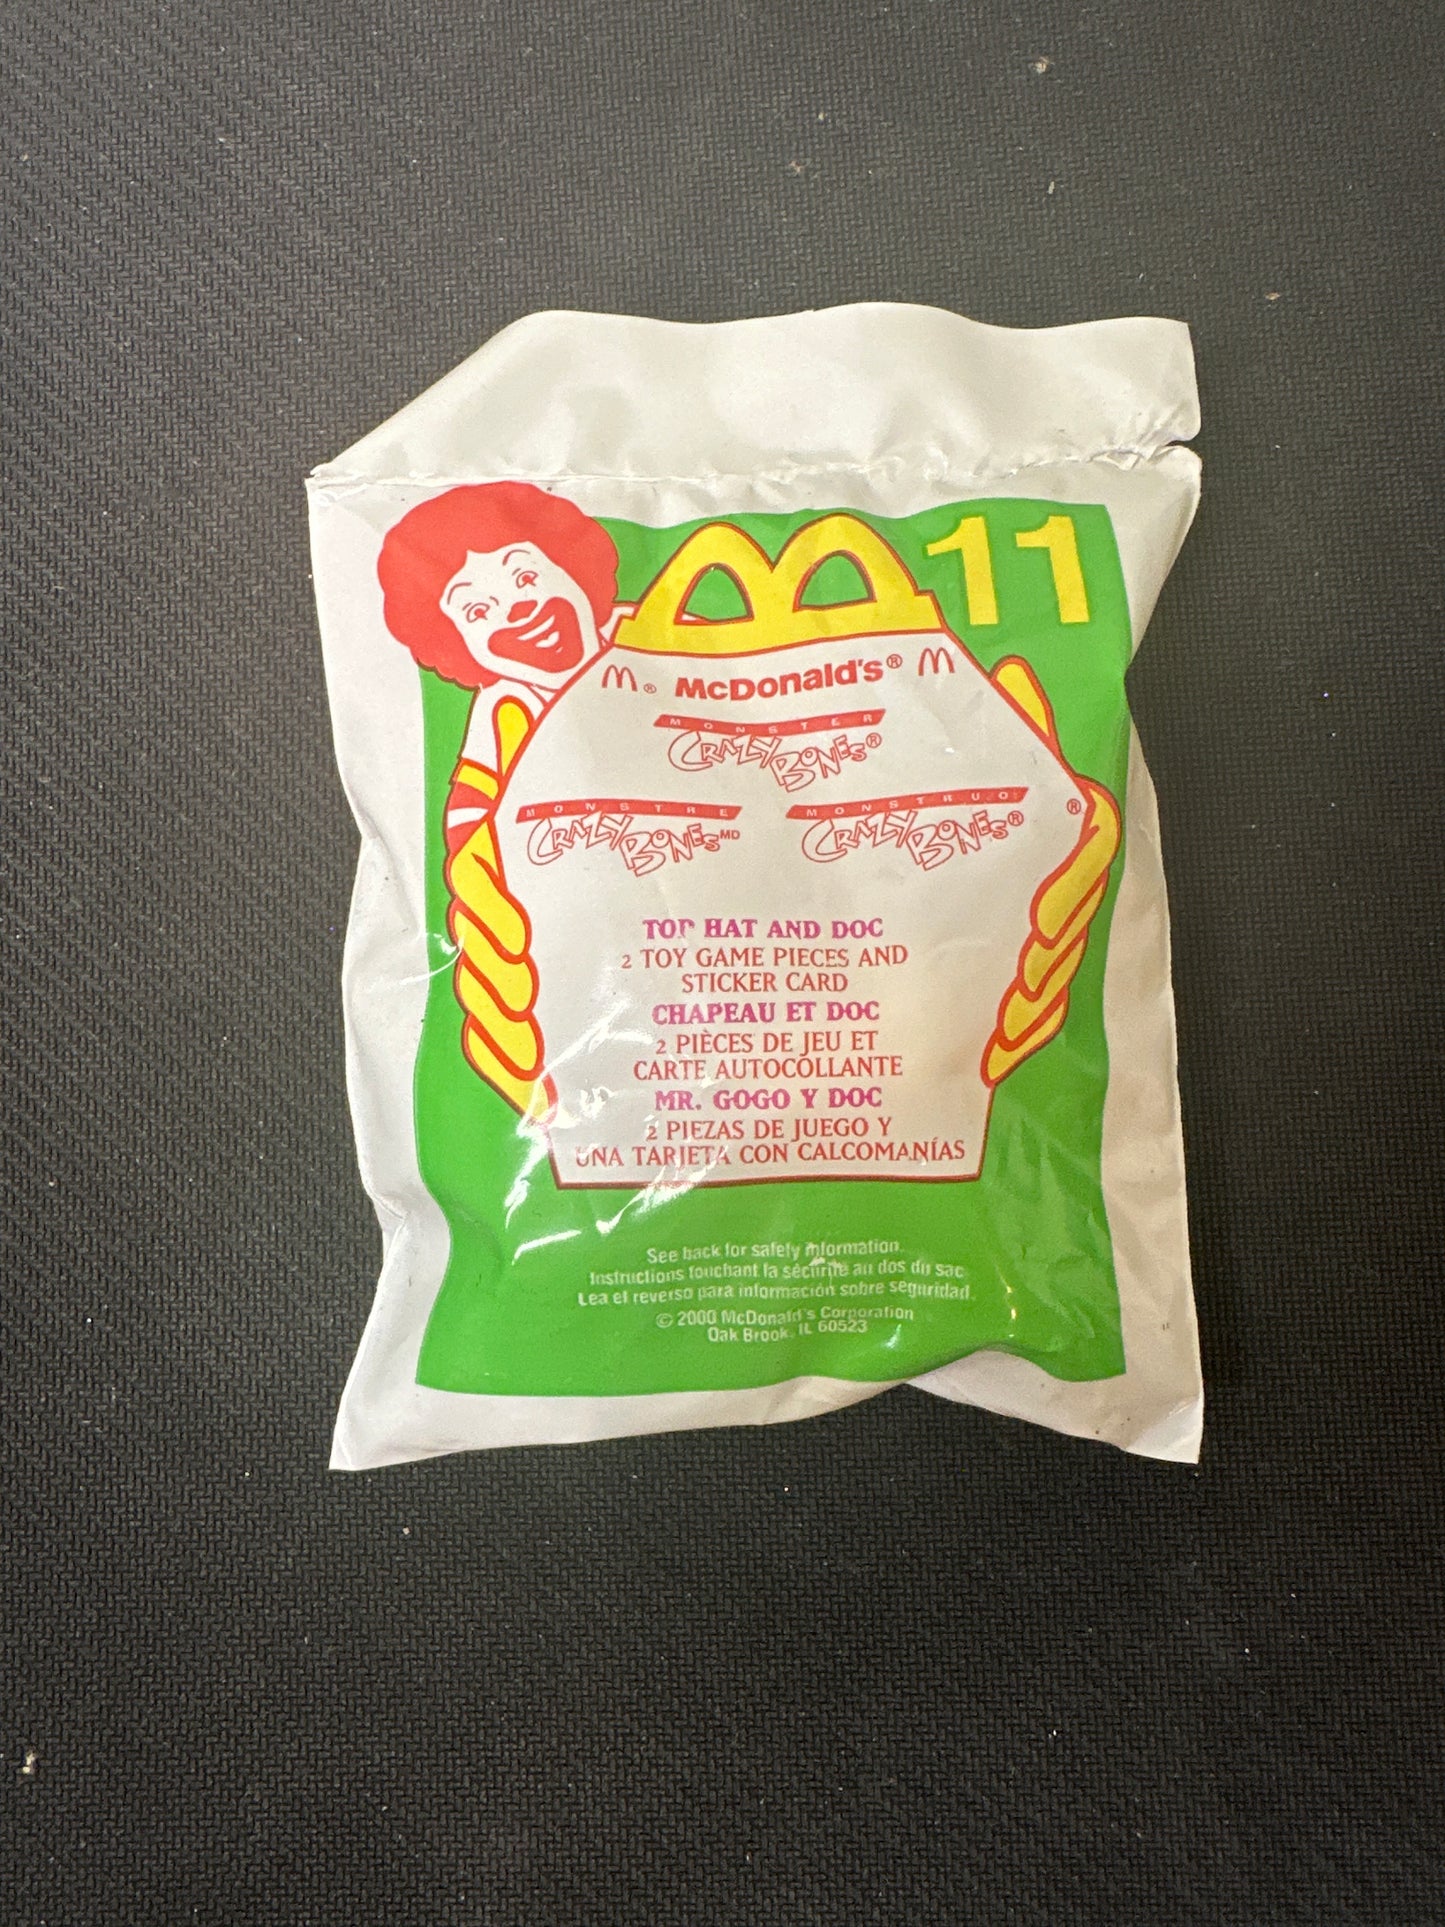 11
McDonald's®
MONSTER
CRAZY BONES®
MONSTRE
CRAZY BONES MD
MONSTRUO
CRAZY BONES®
®
TOP HAT AND DOC
2 TOY GAME PIECES AND
STICKER CARD
CHAPEAU ET DOC
2 PIÈCES DE JEU ET
CARTE AUTOCOLLANTE
MR. GOGO Y DOC
2 PIEZAS DE JUEGO Y
UNA TARJETA CON CALCOMANÍAS
See back for safety information.
Instructions touchant la sécurité au dos du sac
Lea el reverso para información sobre seguridad.
© 2000 McDonald's Corporation
Oak Brook, IL 60523